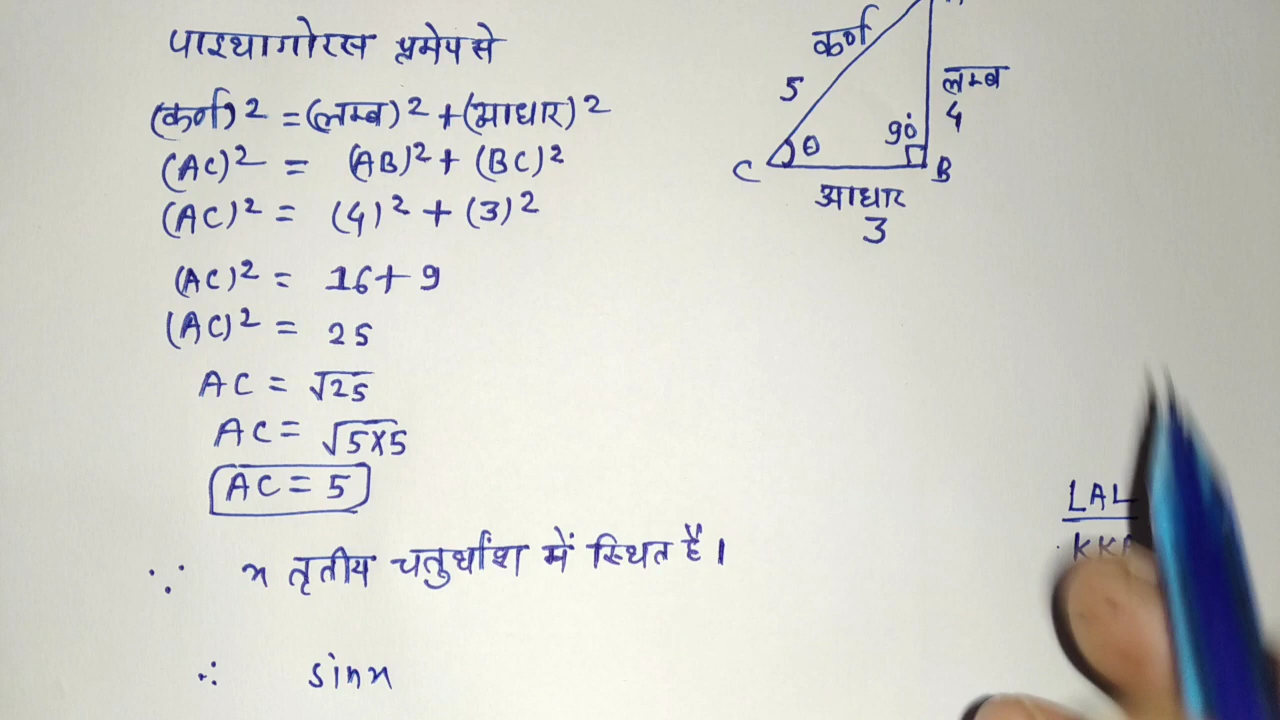 पाइथागोरस प्रमेय से
(कर्ण)² = (लम्ब)² + (आधार)²
(AC)² = (AB)² + (BC)²
(AC)² = (4)² + (3)²
(AC)² = 16 + 9
(AC)² = 25
AC = √25
AC = √5×5
AC = 5
∵ x तृतीय चतुर्थांश में स्थित है।
∴ sinx
कर्ण
5
लम्ब
4
90°
θ
C
B
आधार
3
LAL